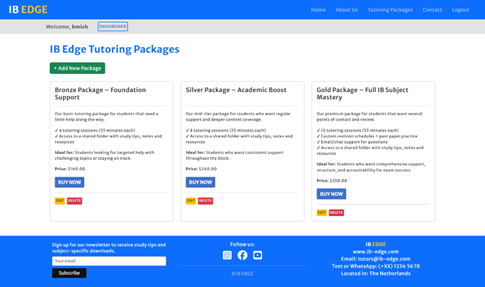 IB EDGE
Home About Us Tutoring Packages Contact Logout
Welcome, bmich DASHBOARD
IB Edge Tutoring Packages
+ Add New Package
Bronze Package – Foundation
Support
Our basic tutoring package for students that need a
little help along the way.
✓ 4 tutoring sessions (55 minutes each)
✓ Access to a shared folder with study tips, notes and
resources
Ideal for: Students looking for targeted help with
challenging topics or staying on track.
Price: $160.00
BUY NOW
EDIT DELETE
Silver Package – Academic Boost
Our mid-tier package for students who want regular
support and deeper content coverage.
✓ 8 tutoring sessions (55 minutes each)
✓ Access to a shared folder with study tips, notes and
resources
Ideal for: Students who want consistent support
throughout the block.
Price: $240.00
BUY NOW
EDIT DELETE
Gold Package – Full IB Subject
Mastery
Our premium package for students that want several
points of contact and review.
✓ 12 tutoring sessions (55 minutes each)
✓ Custom revision schedules + past paper practice
✓ Email/chat support for questions
✓ Access to a shared folder with study tips, notes and
resources
Ideal for: Students who want comprehensive support,
structure, and accountability for exam success.
Price: $350.00
BUY NOW
EDIT DELETE
Sign up for our newsletter to receive study tips and
subject-specific downloads.
Your email
Subscribe
Follow us:
© IB EDGE
IB EDGE
www.ib-edge.com
Email: tutors@ib-edge.com
Text or WhatsApp: (+XX) 1234 5678
Located in: The Netherlands